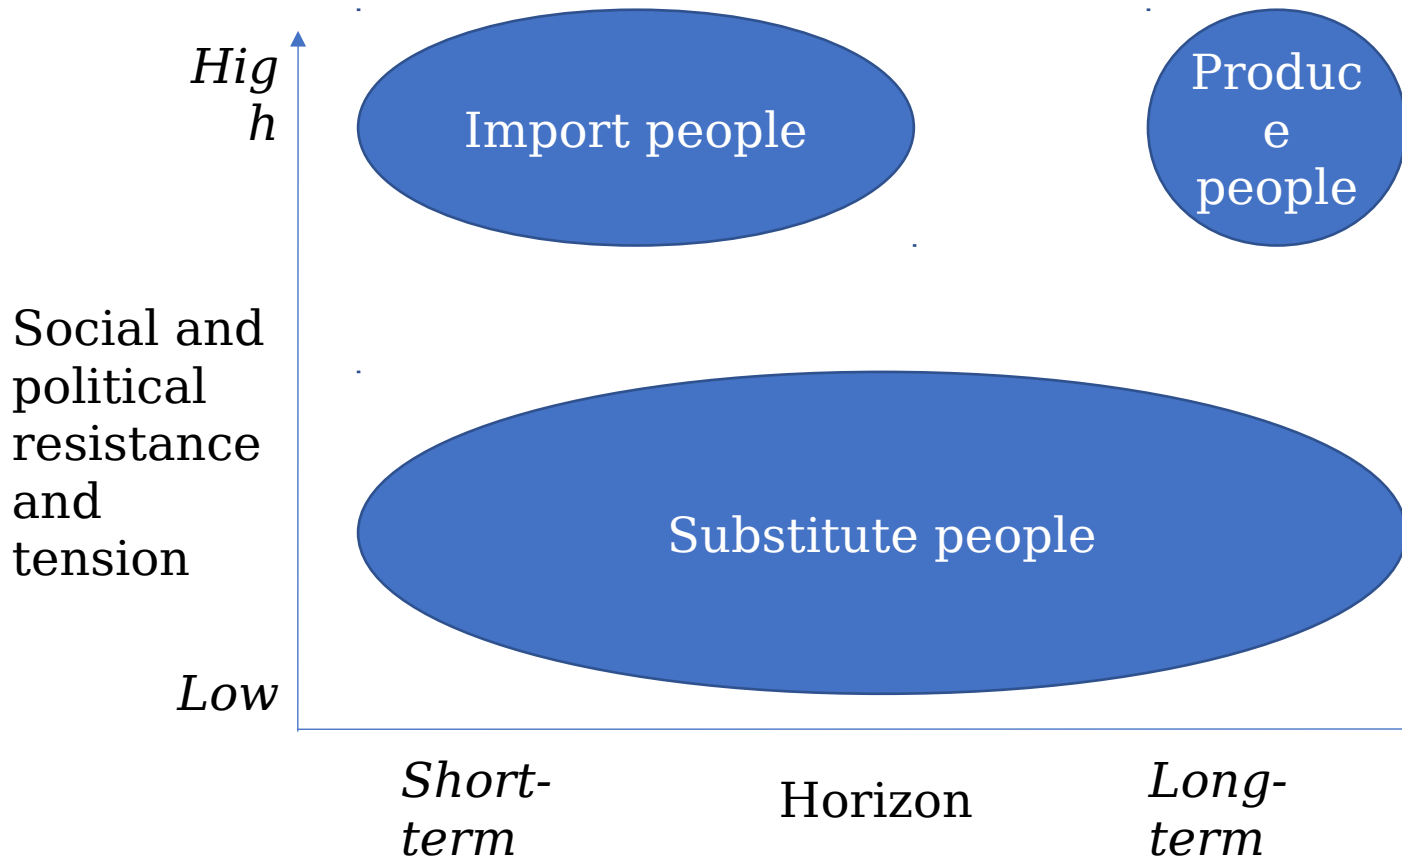 Hig
h
Import people
Produc
e
people
Social and
political
resistance
and
tension
Substitute people
Low
Short-
term
Horizon
Long-
term